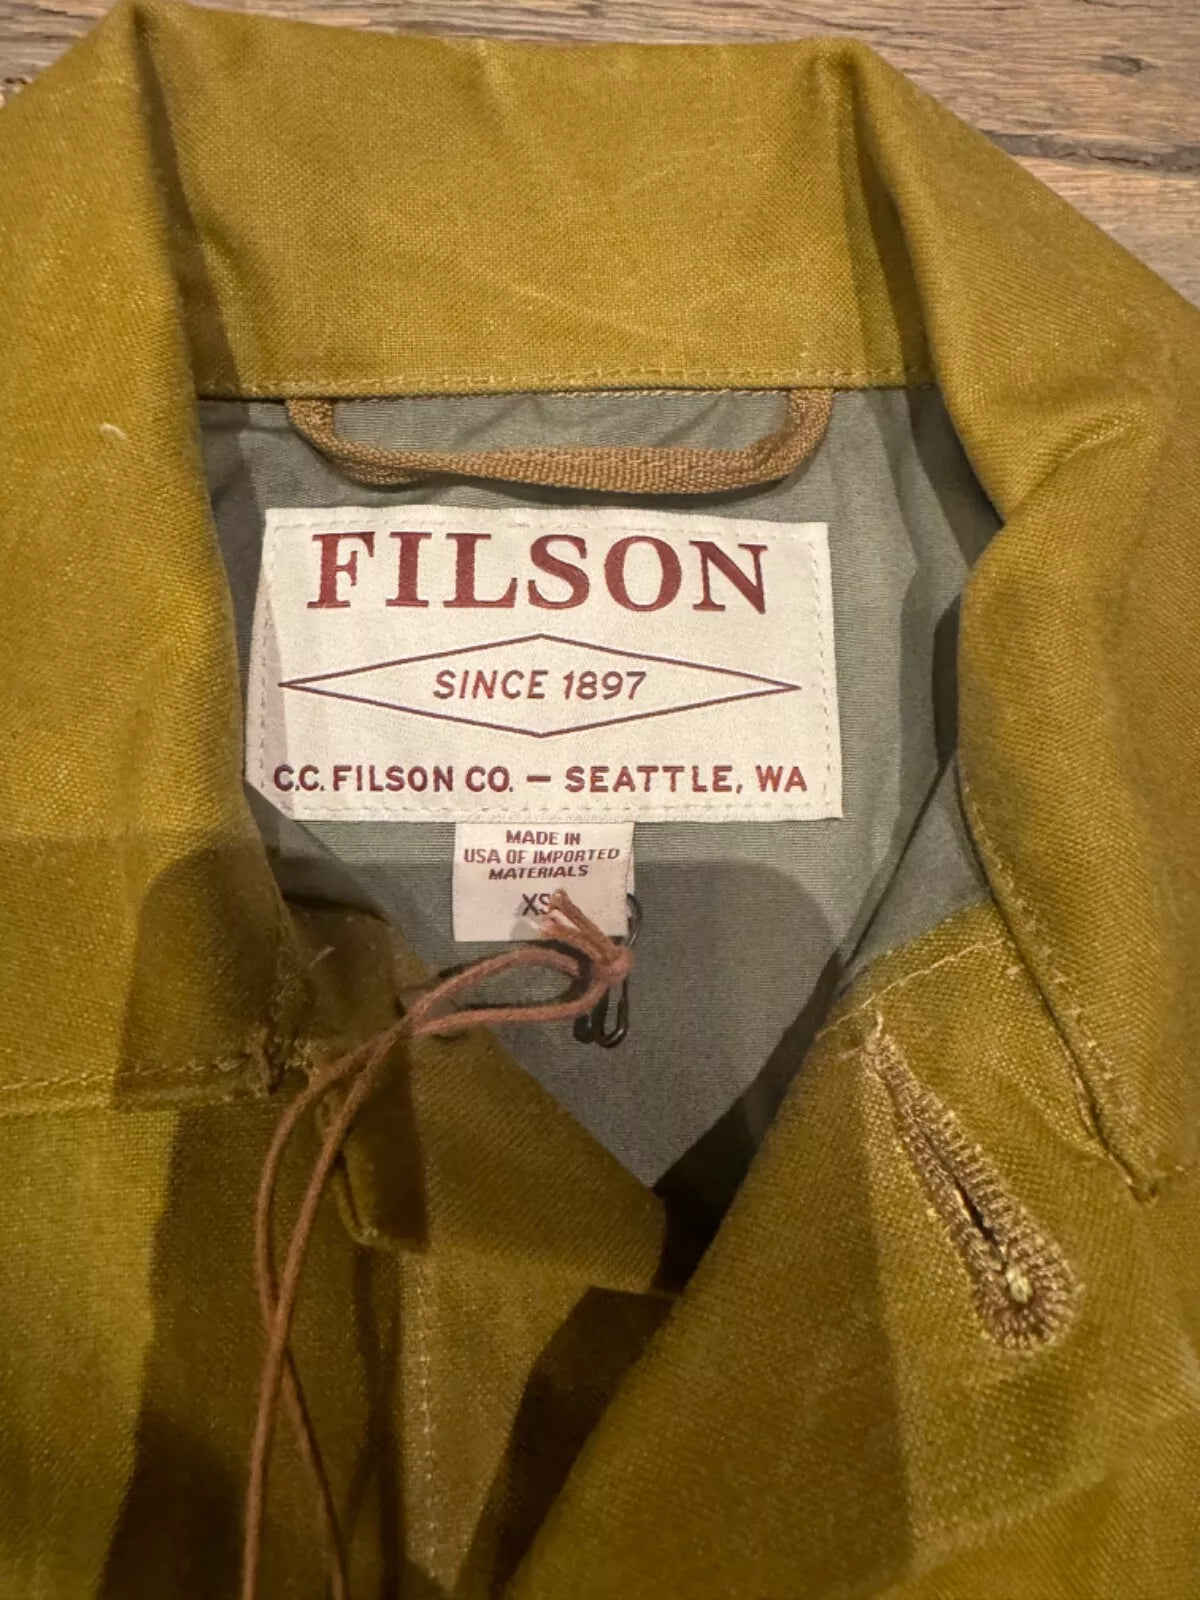 FILSON
SINCE 1897
C.C. FILSON CO. — SEATTLE, WA
MADE IN
USA OF IMPORTED
MATERIALS
XS